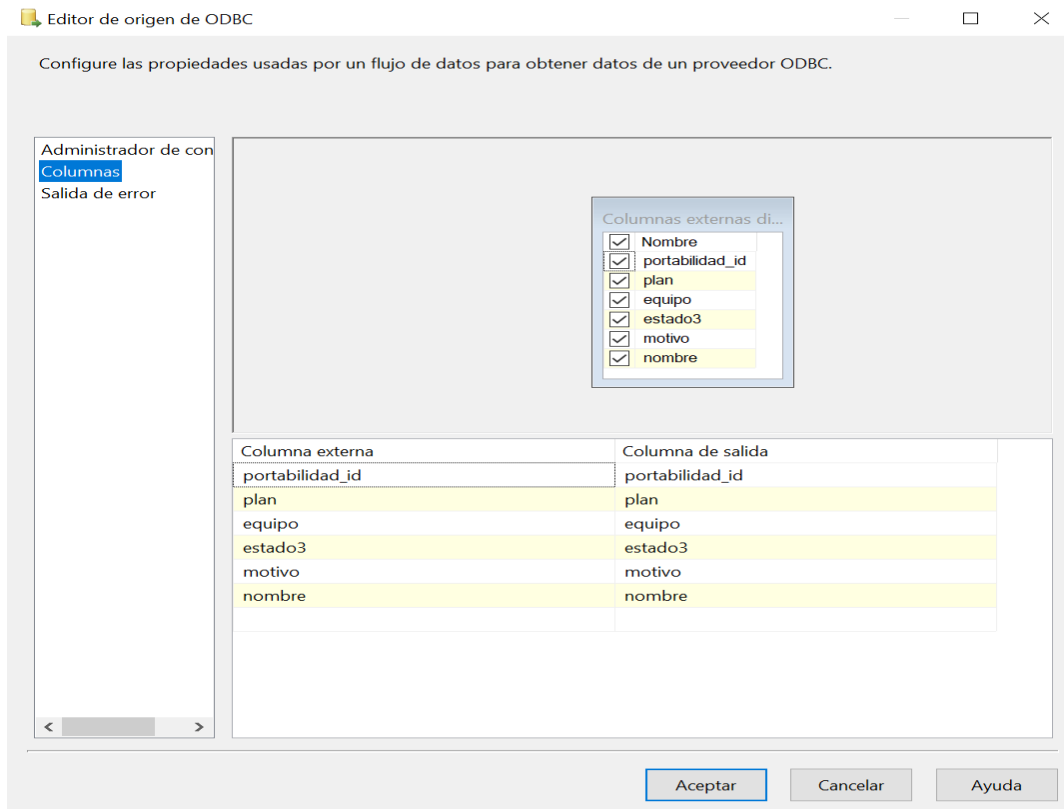 Editor de origen de ODBC
Configure las propiedades usadas por un flujo de datos para obtener datos de un proveedor ODBC.
Administrador de con
Columnas
Salida de error
Columnas externas di...
Nombre
portabilidad_id
plan
equipo
estado3
motivo
nombre
Columna externa Columna de salida
portabilidad_id portabilidad_id
plan plan
equipo equipo
estado3 estado3
motivo motivo
nombre nombre
Aceptar Cancelar Ayuda